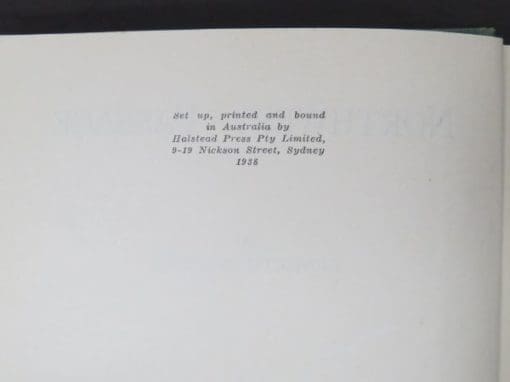 Set up, printed and bound
in Australia by
Halstead Press Pty Limited,
9-19 Nickson Street, Sydney
1938